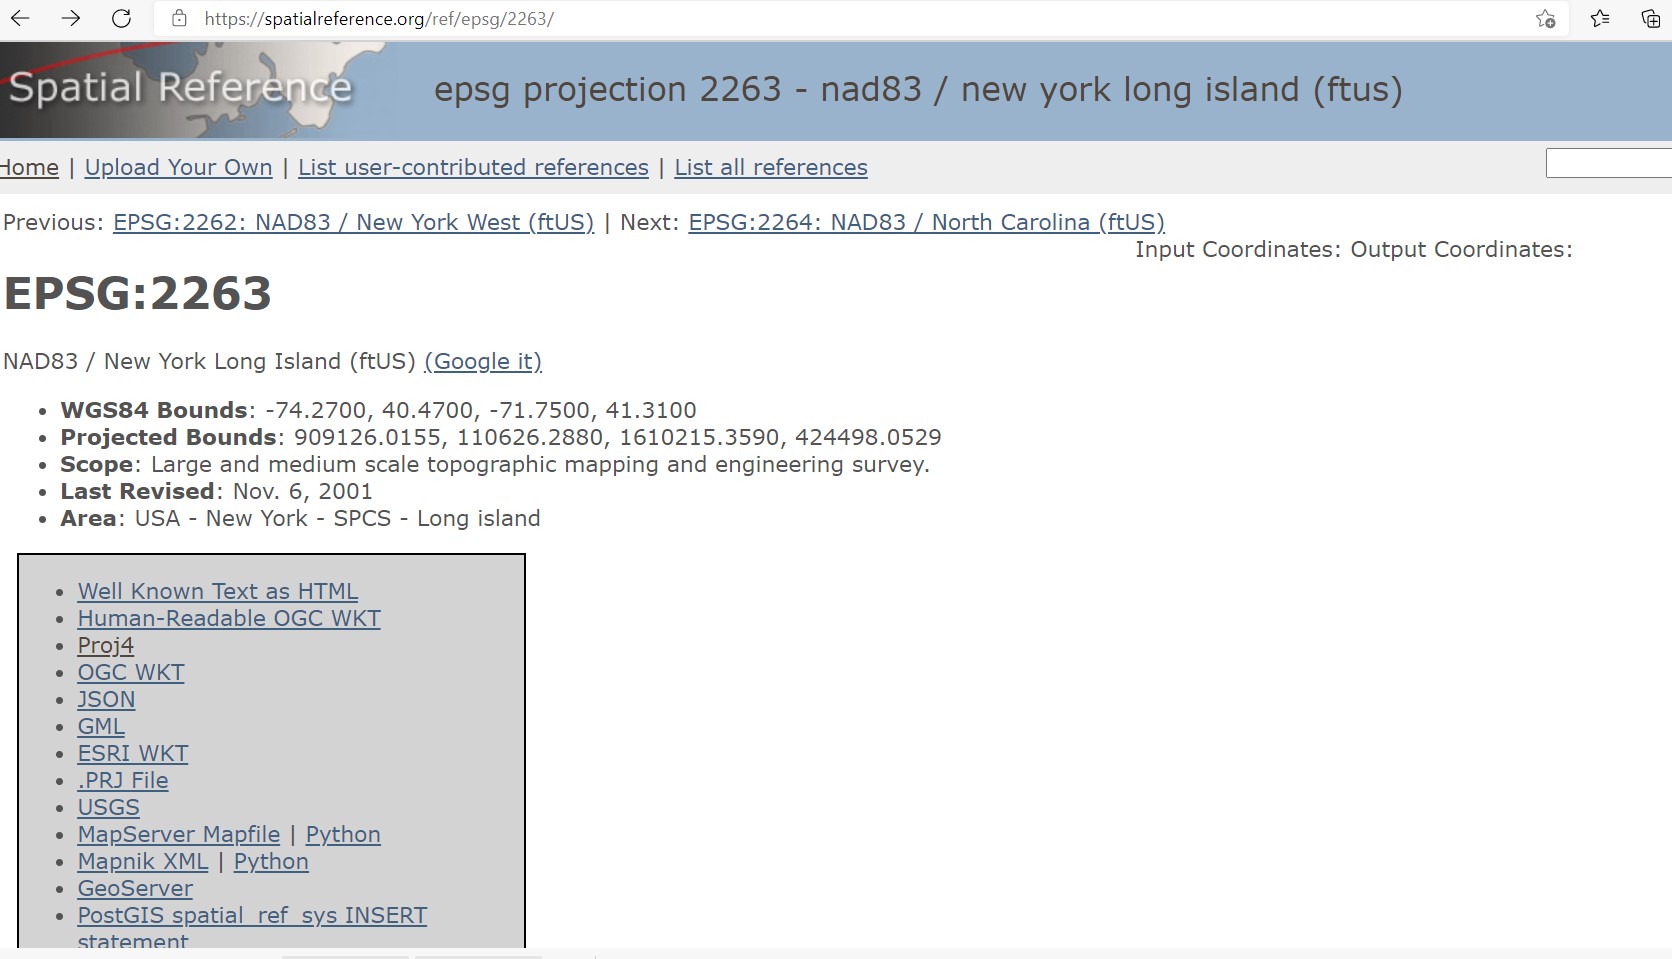 https://spatialreference.org/ref/epsg/2263/
Spatial Reference
epsg projection 2263 - nad83 / new york long island (ftus)
Home | Upload Your Own | List user-contributed references | List all references
Previous: EPSG:2262: NAD83 / New York West (ftUS) | Next: EPSG:2264: NAD83 / North Carolina (ftUS)
Input Coordinates: Output Coordinates:
EPSG:2263
NAD83 / New York Long Island (ftUS) (Google it)
• WGS84 Bounds: -74.2700, 40.4700, -71.7500, 41.3100
• Projected Bounds: 909126.0155, 110626.2880, 1610215.3590, 424498.0529
• Scope: Large and medium scale topographic mapping and engineering survey.
• Last Revised: Nov. 6, 2001
• Area: USA - New York - SPCS - Long island
• Well Known Text as HTML
• Human-Readable OGC WKT
• Proj4
• OGC WKT
• JSON
• GML
• ESRI WKT
• .PRJ File
• USGS
• MapServer Mapfile | Python
• Mapnik XML | Python
• GeoServer
• PostGIS spatial_ref_sys INSERT
statement